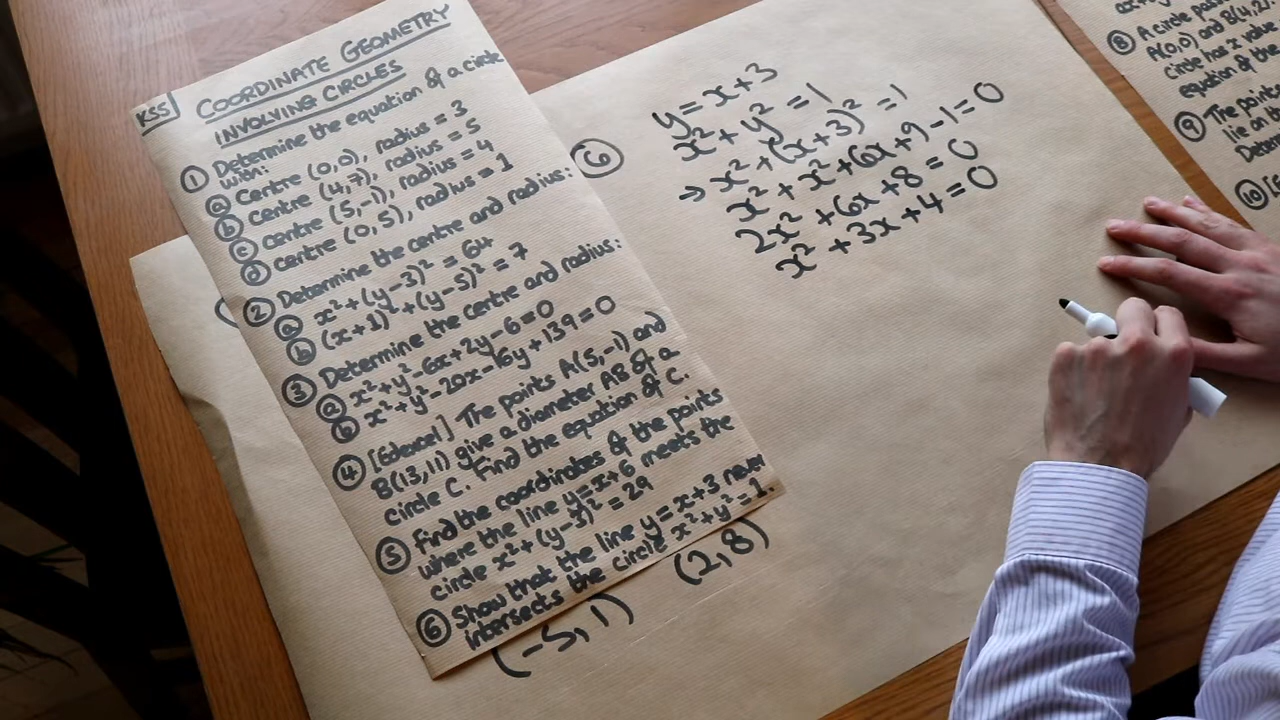 KSS
COORDINATE GEOMETRY
INVOLVING CIRCLES
① Determine the equation of a circle
with:
ⓐ Centre (0,0), radius = 3
ⓑ centre (4,7), radius = 5
ⓒ centre (5,-1), radius = 4
ⓓ centre (0,5), radius = 1
② Determine the centre and radius:
ⓐ x² + (y-3)² = 64
ⓑ (x+1)² + (y-5)² = 7
③ Determine the centre and radius:
ⓐ x² + y² - 6x + 2y - 6 = 0
ⓑ x² + y² - 20x - 16y + 139 = 0
④ [Edexcel] The points A(5,-1) and
B(13,11) give a diameter AB of a
circle C. Find the equation of C.
⑤ Find the coordinates of the points
where the line y=x+6 meets the
circle x² + (y-3)² = 29
⑥ Show that the line y=x+3 never
intersects the circle x² + y² = 1.
(-5, 1) (2, 8)
⑥ y = x + 3
x² + y² = 1
→ x² + (x+3)² = 1
x² + x² + 6x + 9 - 1 = 0
2x² + 6x + 8 = 0
x² + 3x + 4 = 0
⑧ A circle
A(0,0) and B(4,2).
Circle has x value
equation of the
⑨ The points
lie on
⑩